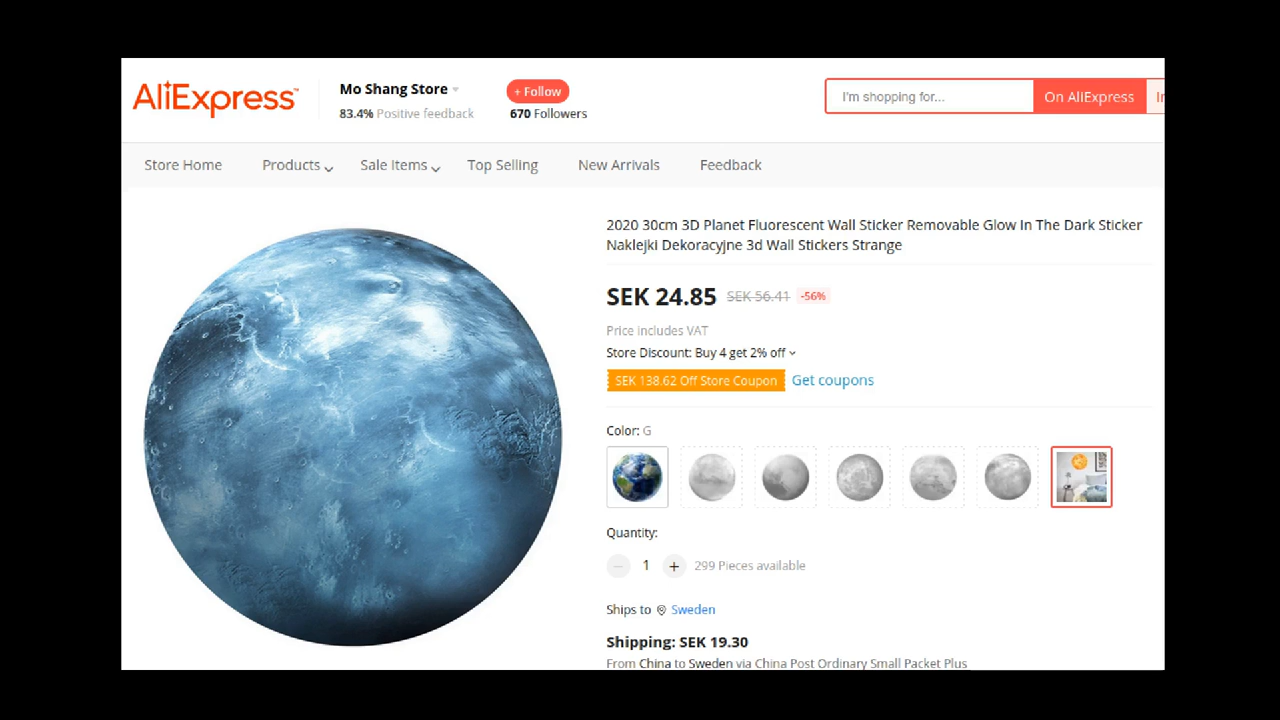 AliExpress™
Mo Shang Store
+ Follow
83.4% Positive feedback
670 Followers
I'm shopping for...
On AliExpress
Store Home
Products
Sale Items
Top Selling
New Arrivals
Feedback
2020 30cm 3D Planet Fluorescent Wall Sticker Removable Glow In The Dark Sticker
Naklejki Dekoracyjne 3d Wall Stickers Strange
SEK 24.85 SEK 56.41 -56%
Price includes VAT
Store Discount: Buy 4 get 2% off
SEK 138.62 Off Store Coupon Get coupons
Color: G
Quantity:
1
299 Pieces available
Ships to Sweden
Shipping: SEK 19.30
From China to Sweden via China Post Ordinary Small Packet Plus